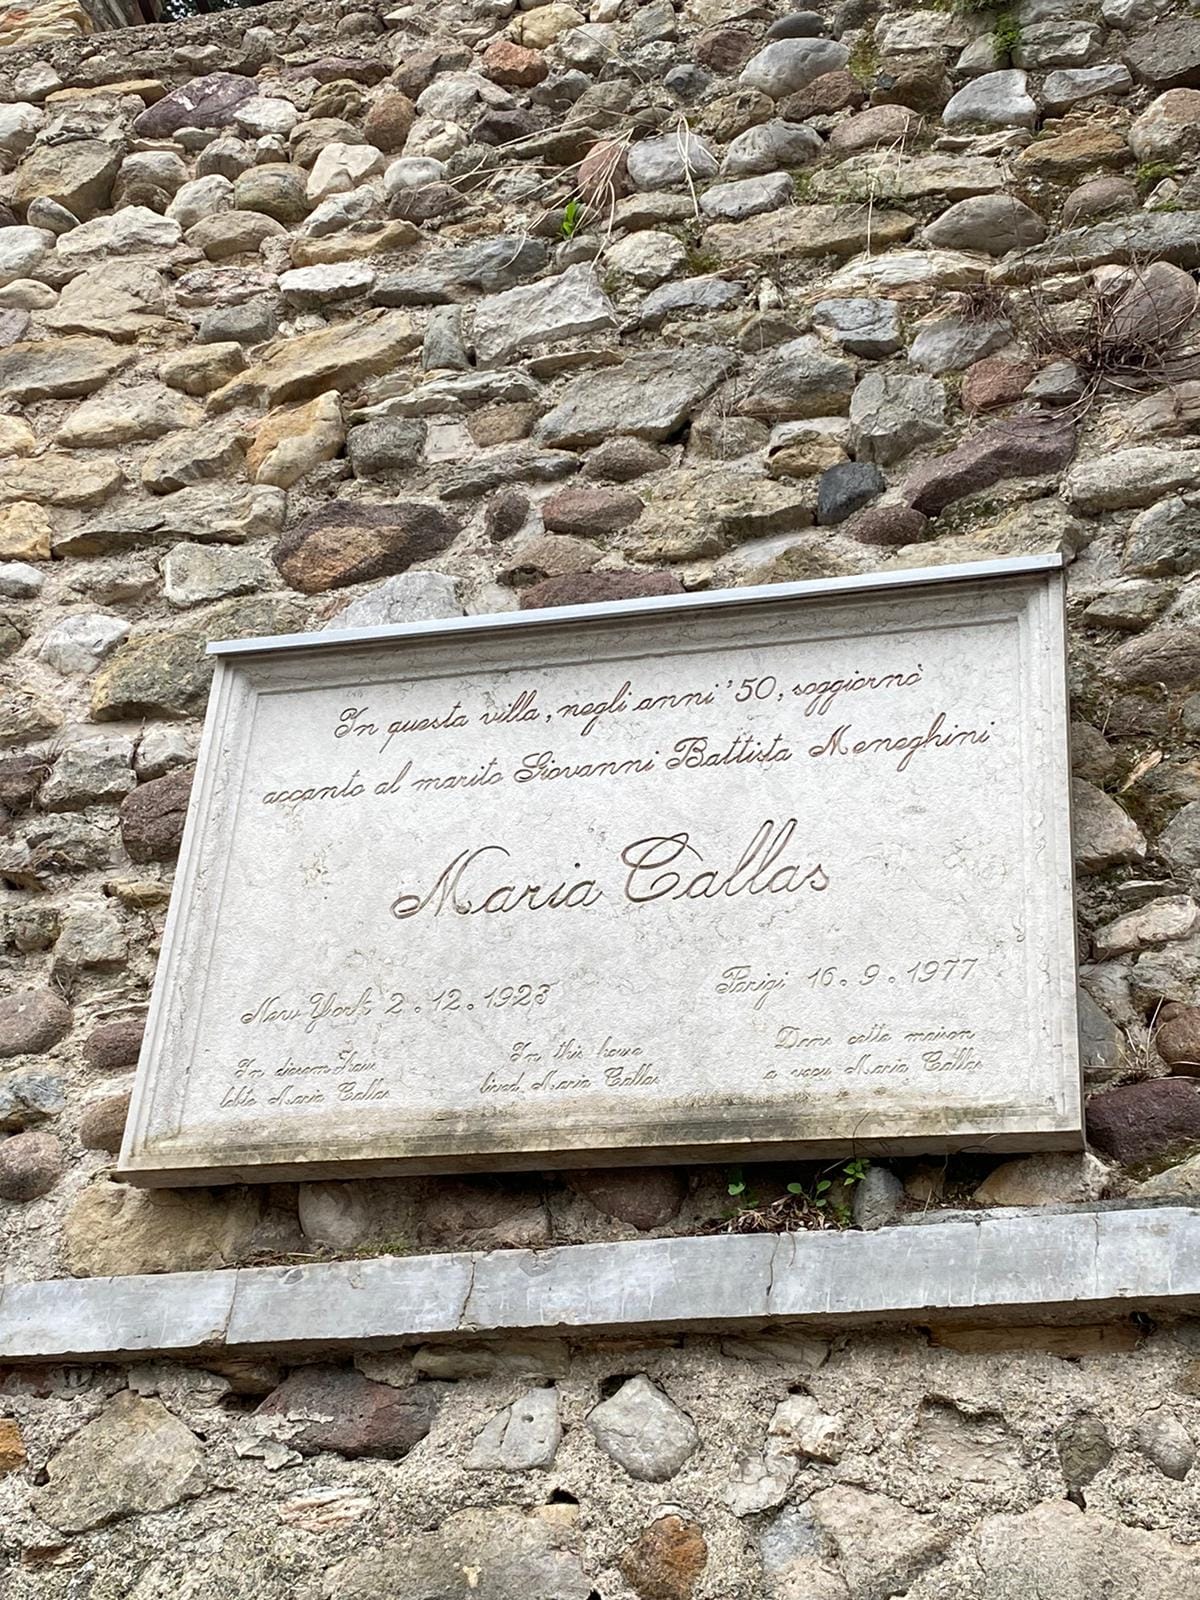 In questa villa, negli anni '50, soggiornò
accanto al marito Giovanni Battista Meneghini
Maria Callas
New York 2.12.1923
Parigi 16.9.1977
In diesem Haus
lebte Maria Callas
In this house
lived Maria Callas
Dans cette maison
a vecu Maria Callas